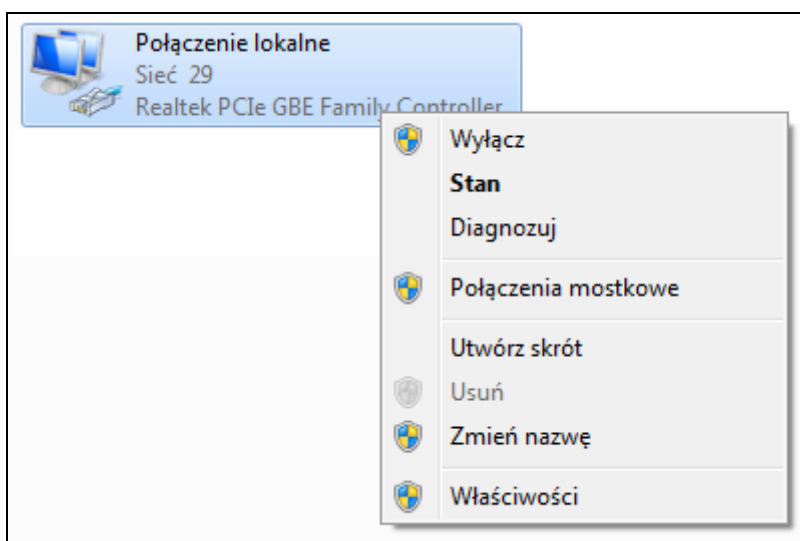 Połączenie lokalne
Sieć 29
Realtek PCIe GBE Family Controller
Wyłącz
Stan
Diagnozuj
Połączenia mostkowe
Utwórz skrót
Usuń
Zmień nazwę
Właściwości